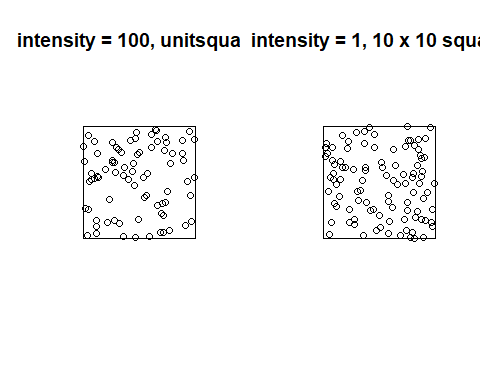 intensity = 100, unitsqua
intensity = 1, 10 x 10 squa